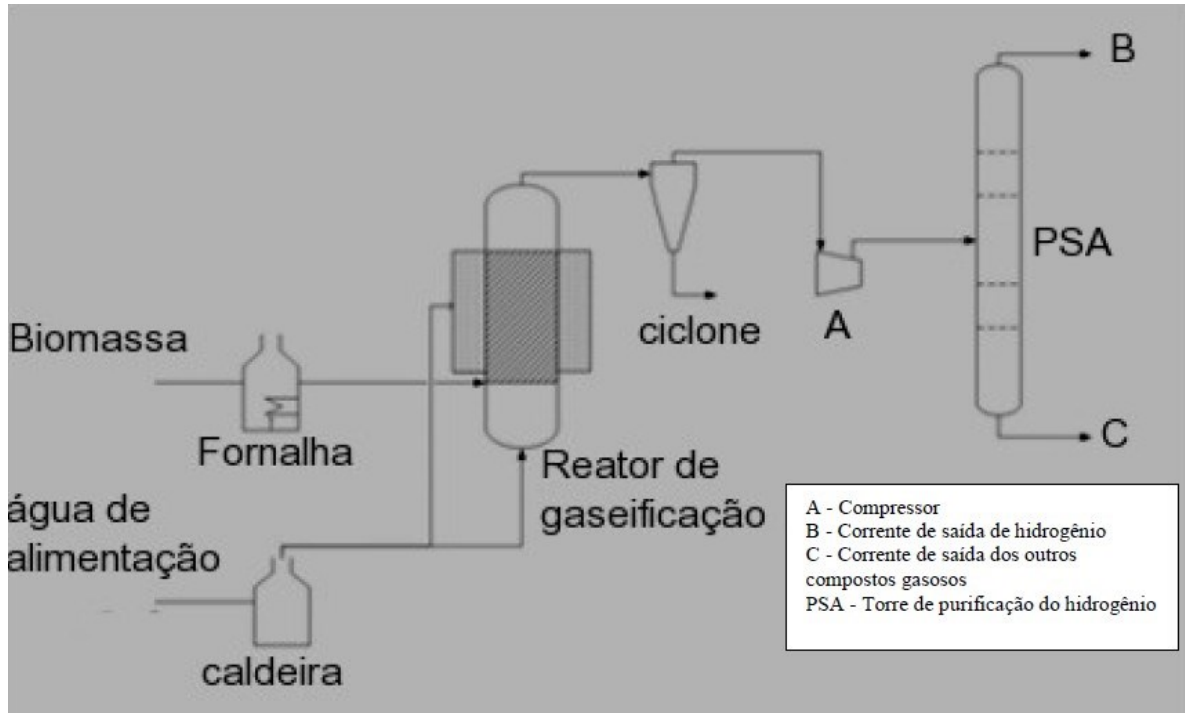 B
PSA
ciclone
A
Biomassa
Fornalha
C
Reator de
gaseificação
água de
alimentação
caldeira
A - Compressor
B - Corrente de saída de hidrogênio
C - Corrente de saída dos outros
compostos gasosos
PSA - Torre de purificação do hidrogênio